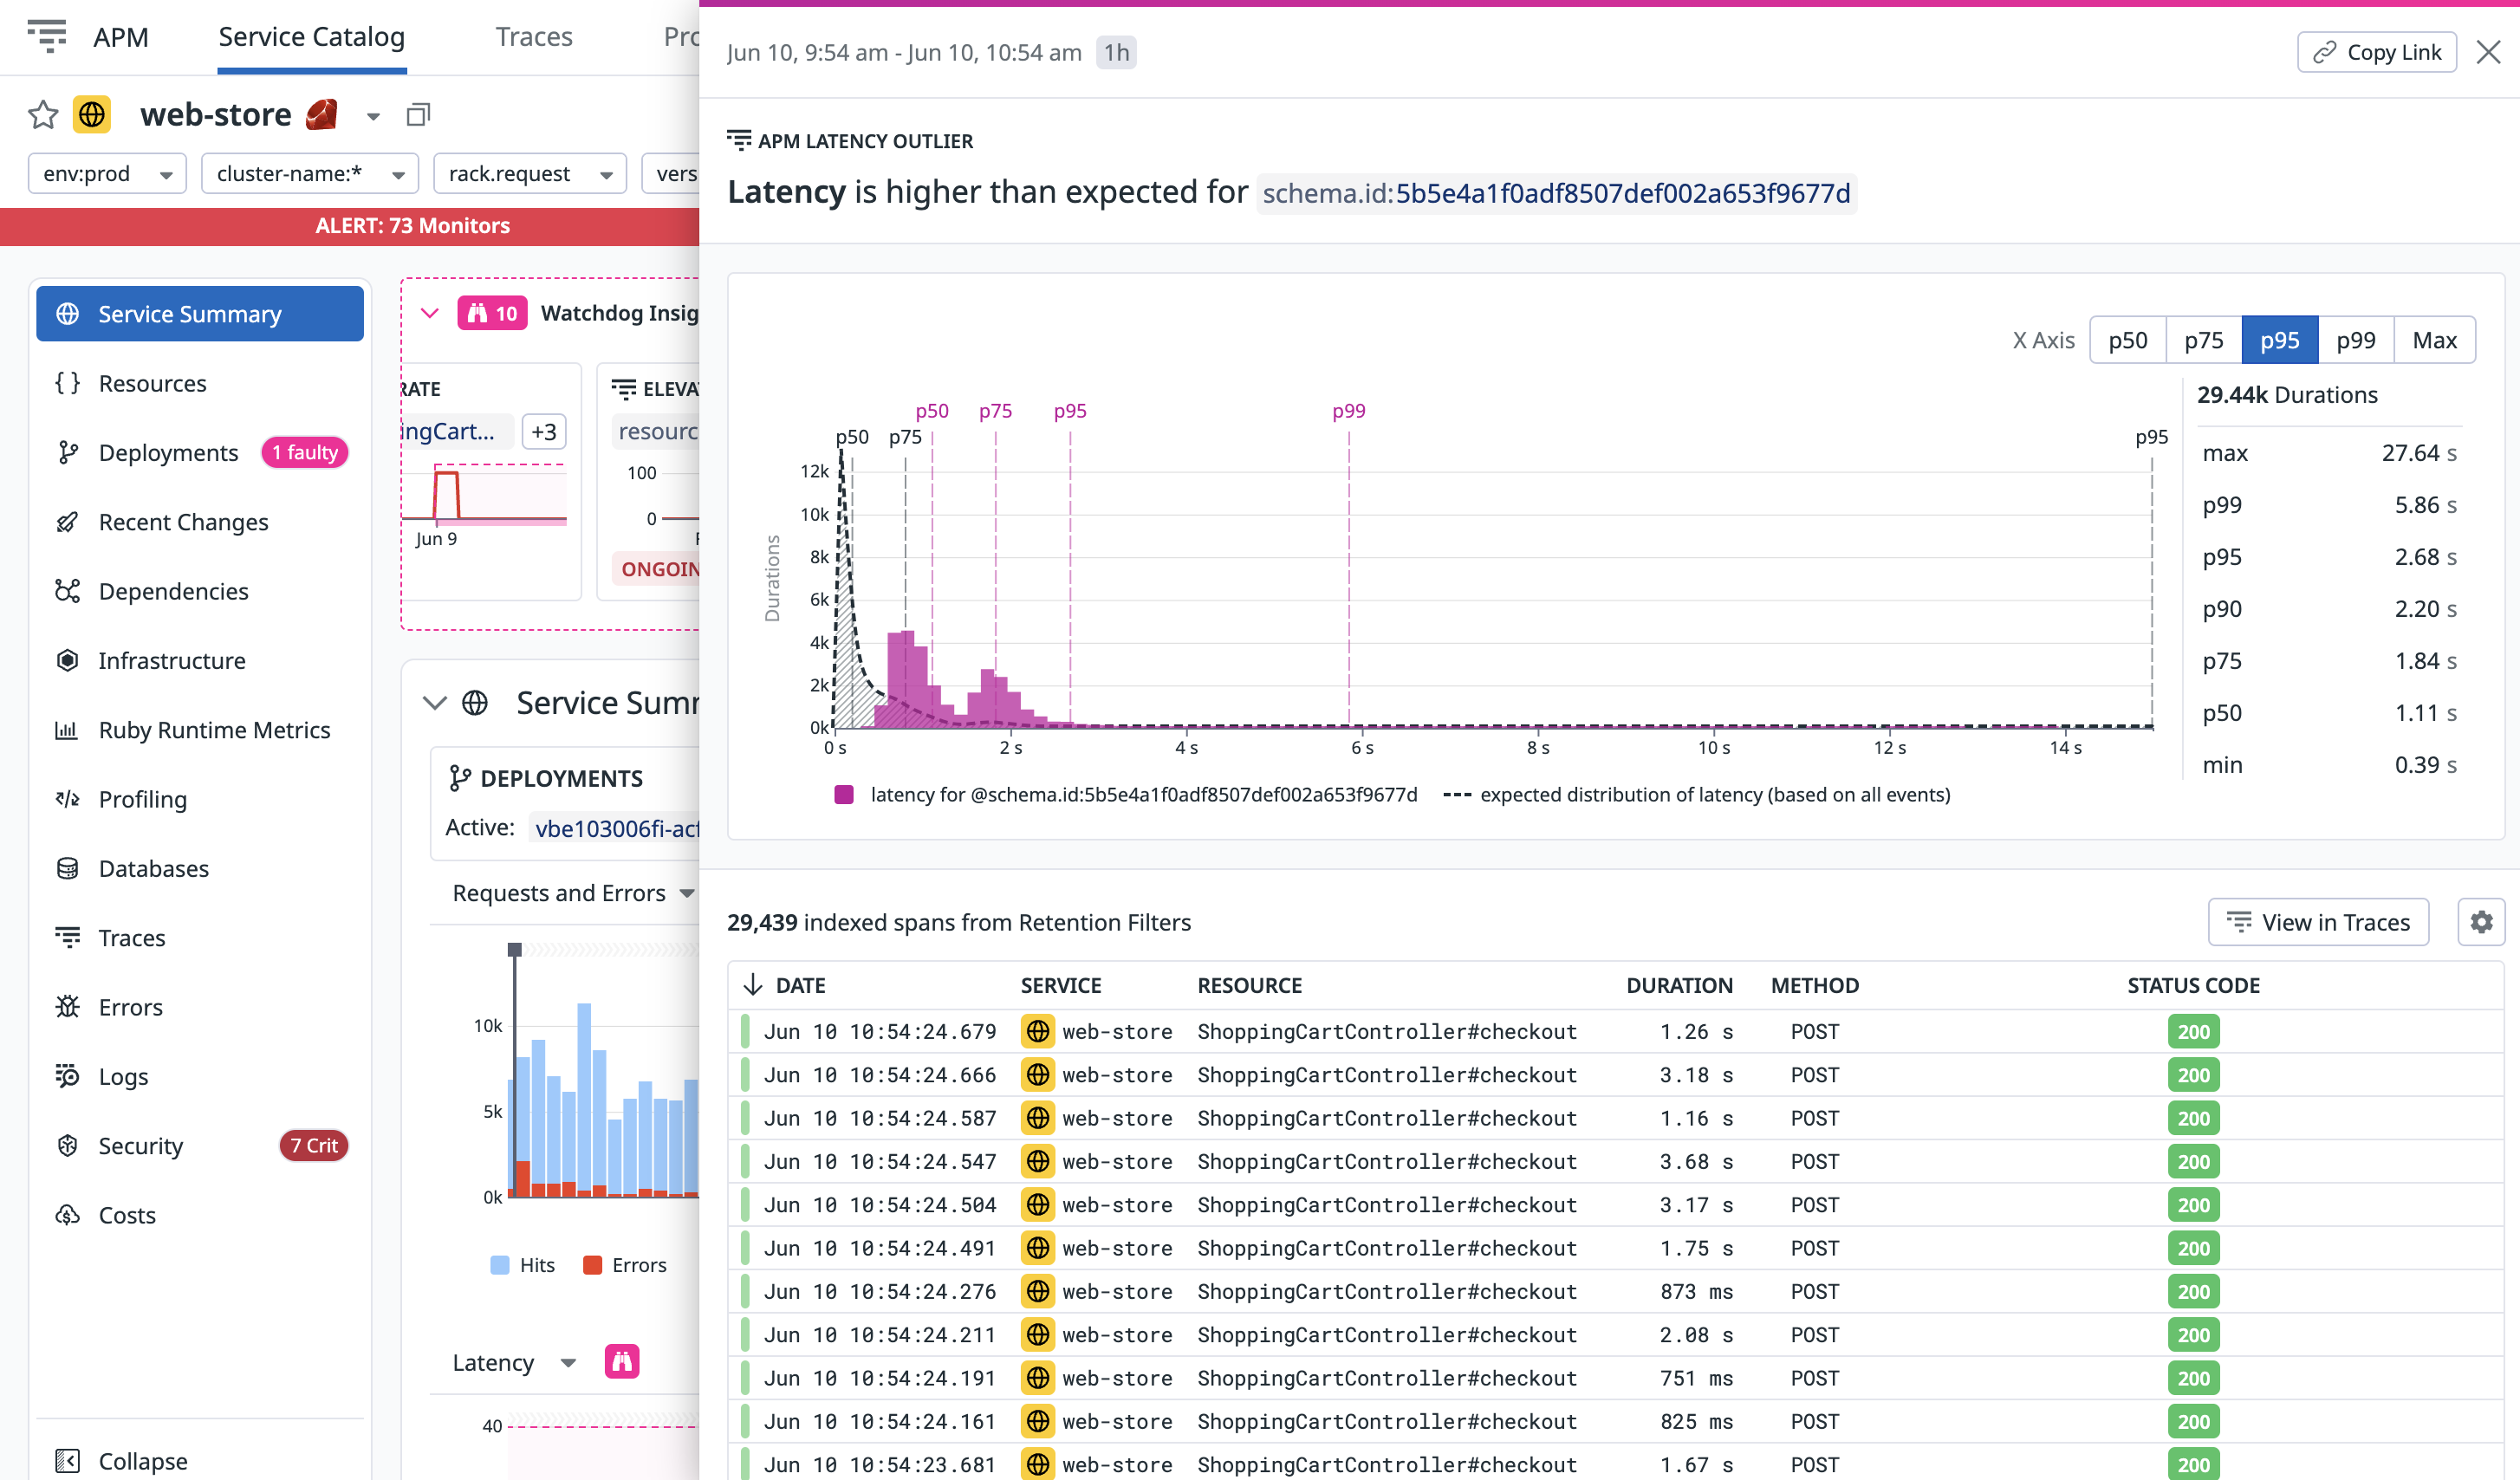 APM
Service Catalog
Traces
web-store
env:prod
cluster-name:*
rack.request
vers
ALERT: 73 Monitors
Service Summary
Resources
Deployments
1 faulty
Recent Changes
Dependencies
Infrastructure
Ruby Runtime Metrics
Profiling
Databases
Traces
Errors
Logs
Security
7 Crit
Costs
Collapse
10
Watchdog Insig
RATE
ingCart...
+3
Jun 9
ELEVA
resourc
100
0
ONGOIN
Service Sumr
DEPLOYMENTS
Active: vbe103006fi-acf
Requests and Errors
10k
5k
0k
Hits
Errors
Latency
40
Jun 10, 9:54 am - Jun 10, 10:54 am
1h
Copy Link
APM LATENCY OUTLIER
Latency is higher than expected for schema.id:5b5e4a1f0adf8507def002a653f9677d
X Axis
p50
p75
p95
p99
Max
p50
p75
p95
p99
p50
p75
p95
Durations
12k
10k
8k
6k
4k
2k
0k
0 s
2 s
4 s
6 s
8 s
10 s
12 s
14 s
latency for @schema.id:5b5e4a1f0adf8507def002a653f9677d
expected distribution of latency (based on all events)
29.44k Durations
max 27.64 s
p99 5.86 s
p95 2.68 s
p90 2.20 s
p75 1.84 s
p50 1.11 s
min 0.39 s
29,439 indexed spans from Retention Filters
View in Traces
DATE SERVICE RESOURCE DURATION METHOD STATUS CODE
Jun 10 10:54:24.679 web-store ShoppingCartController#checkout 1.26 s POST 200
Jun 10 10:54:24.666 web-store ShoppingCartController#checkout 3.18 s POST 200
Jun 10 10:54:24.587 web-store ShoppingCartController#checkout 1.16 s POST 200
Jun 10 10:54:24.547 web-store ShoppingCartController#checkout 3.68 s POST 200
Jun 10 10:54:24.504 web-store ShoppingCartController#checkout 3.17 s POST 200
Jun 10 10:54:24.491 web-store ShoppingCartController#checkout 1.75 s POST 200
Jun 10 10:54:24.276 web-store ShoppingCartController#checkout 873 ms POST 200
Jun 10 10:54:24.211 web-store ShoppingCartController#checkout 2.08 s POST 200
Jun 10 10:54:24.191 web-store ShoppingCartController#checkout 751 ms POST 200
Jun 10 10:54:24.161 web-store ShoppingCartController#checkout 825 ms POST 200
Jun 10 10:54:23.681 web-store ShoppingCartController#checkout 1.67 s POST 200